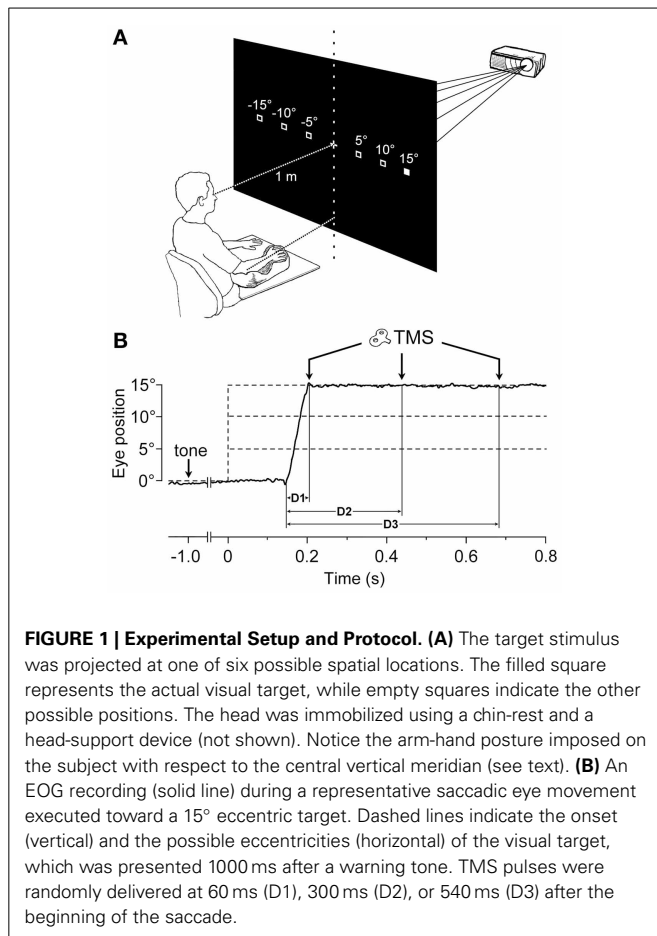 A
-15°
-10°
-5°
5°
10°
15°
1 m
B
TMS
15°
10°
5°
0°
Eye position
tone
D1
D2
D3
-1.0 0 0.2 0.4 0.6 0.8
Time (s)
FIGURE 1 | Experimental Setup and Protocol. (A) The target stimulus
was projected at one of six possible spatial locations. The filled square
represents the actual visual target, while empty squares indicate the other
possible positions. The head was immobilized using a chin-rest and a
head-support device (not shown). Notice the arm-hand posture imposed on
the subject with respect to the central vertical meridian (see text). (B) An
EOG recording (solid line) during a representative saccadic eye movement
executed toward a 15° eccentric target. Dashed lines indicate the onset
(vertical) and the possible eccentricities (horizontal) of the visual target,
which was presented 1000 ms after a warning tone. TMS pulses were
randomly delivered at 60 ms (D1), 300 ms (D2), or 540 ms (D3) after the
beginning of the saccade.